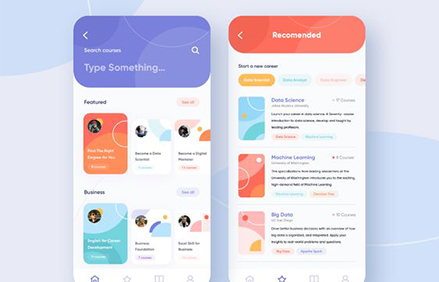 Search courses
Type Something...
Featured
See all
Find The Right
Degree for You
Become a Data
Scientist
Become a Digital
Marketer
Business
See all
English for Career
Development
Business
Foundation
Excel Skill for
Business
Recomended
Start a new career
Data Scientist
Data Analyst
Data Engineer
Data Science
17 Courses
Johns Hopkins University
Launch your career in data science. A
introduction to data science, develop and taught by
leading professors.
Data Science
Machine Learning
Machine Learning
8 Courses
University of Washington
This specialization from leading researchers at the
University of Washington introduces you to the exciting,
high-demand field of Machine Learning.
Machine Learning
Decision Tree
Big Data
10 Courses
UC San Diego
Drive better business decisions with an overview of how
big data is organized, and interpreted. Apply your
insights to real-world problems and questions.
Big Data
Apache Spark